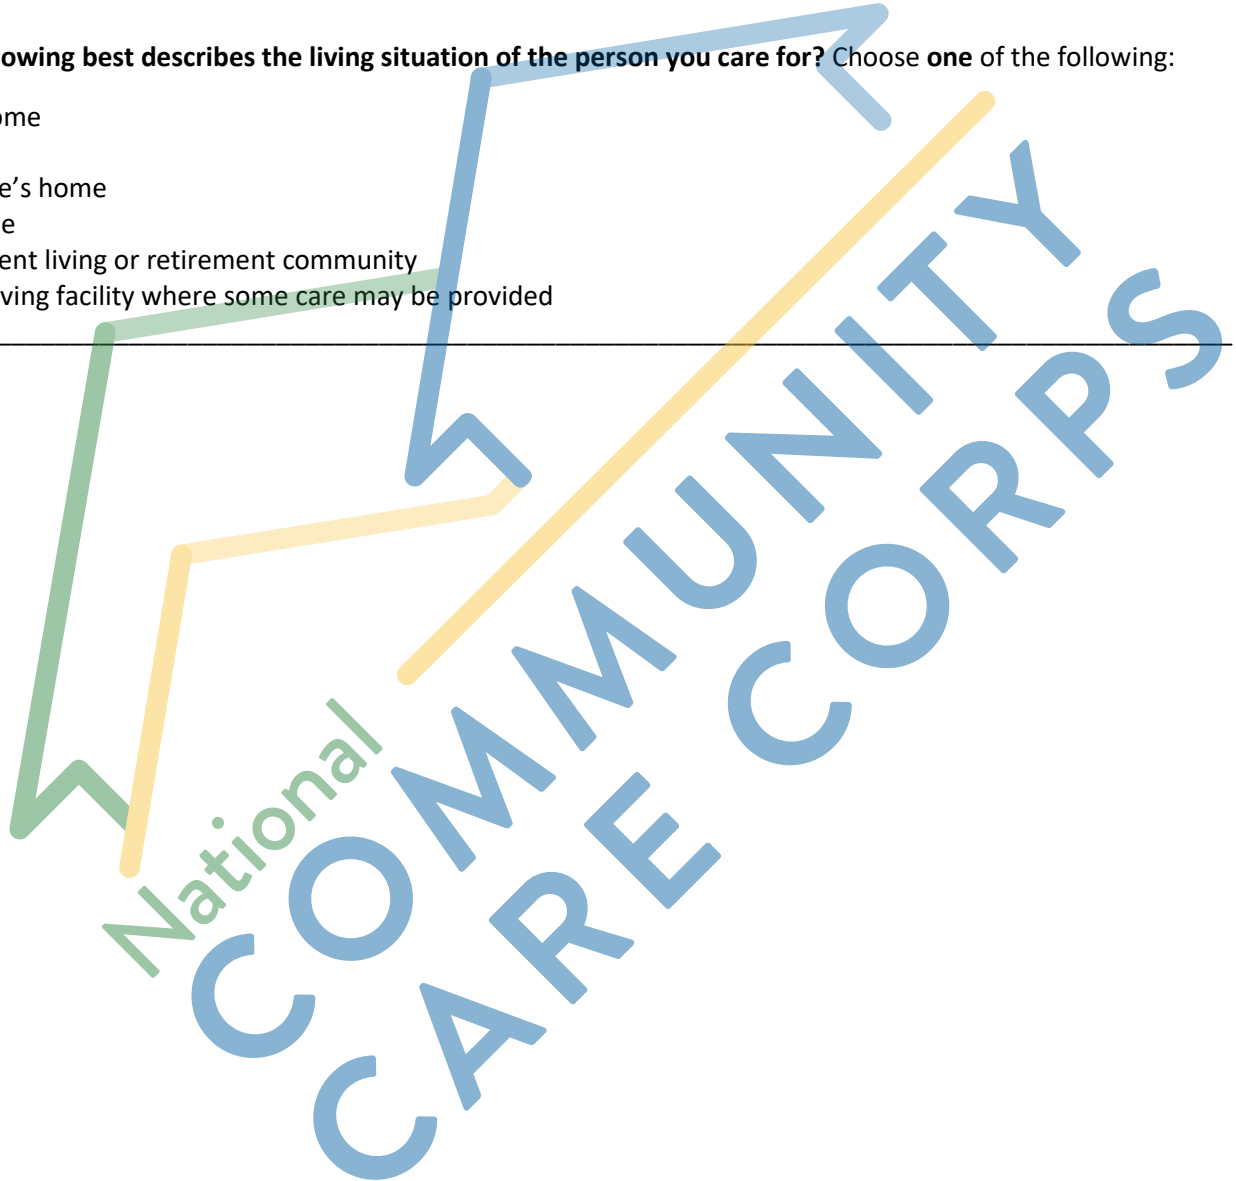 owing best describes the living situation of the person you care for? Choose one of the following:
ome
e’s home
e
ent living or retirement community
ving facility where some care may be provided
National
COMMUNITY
CARE CORPS